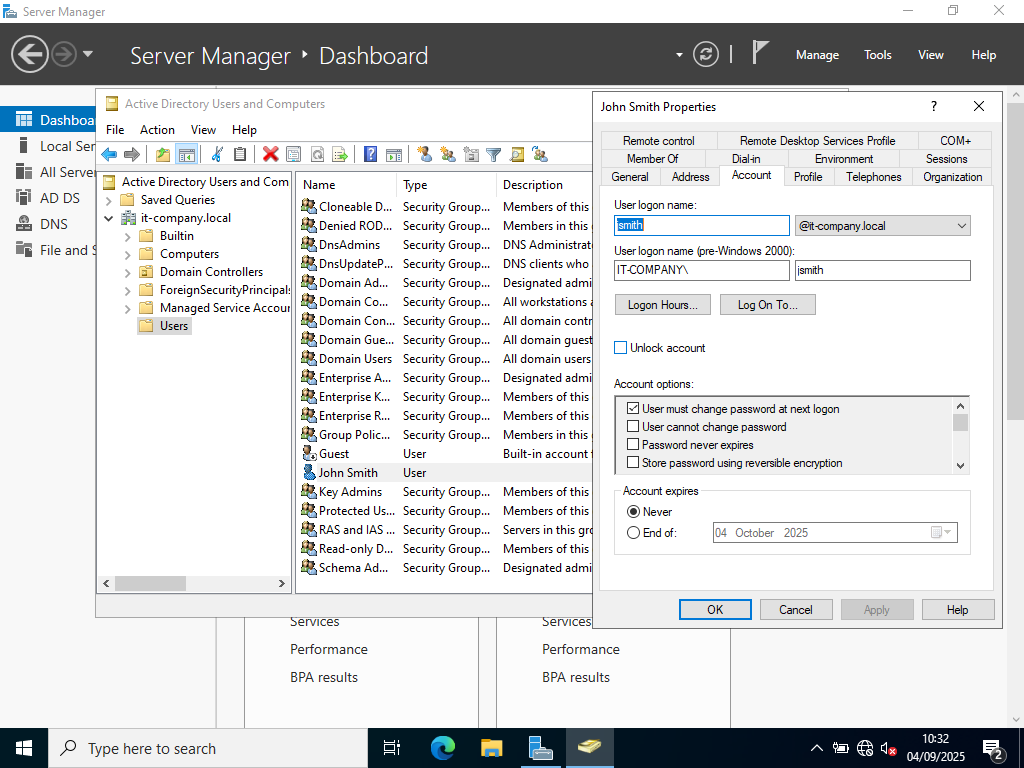 Server Manager
Server Manager • Dashboard
Manage
Tools
View
Help
Dashboa
Local Ser
All Server
AD DS
DNS
File and S
Active Directory Users and Computers
File
Action
View
Help
Active Directory Users and Com
Saved Queries
it-company.local
Builtin
Computers
Domain Controllers
ForeignSecurityPrincipals
Managed Service Accoun
Users
Name Type Description
Cloneable D... Security Group... Members of this
Denied ROD... Security Group... Members of this
DnsAdmins Security Group... DNS Administrat
DnsUpdateP... Security Group... DNS clients who
Domain Ad... Security Group... Designated admi
Domain Co... Security Group... All workstations a
Domain Con... Security Group... All domain contr
Domain Gue... Security Group... All domain guest
Domain Users Security Group... All domain users
Enterprise A... Security Group... Designated admi
Enterprise K... Security Group... Members of this
Enterprise R... Security Group... Members of this
Group Polic... Security Group... Members in this g
Guest User Built-in account f
John Smith User
Key Admins Security Group... Members of this
Protected Us... Security Group... Members of this
RAS and IAS ... Security Group... Servers in this gro
Read-only D... Security Group... Members of this
Schema Ad... Security Group... Designated admi
John Smith Properties
?
Remote control Remote Desktop Services Profile COM+
Member Of Dial-in Environment Sessions
General Address Account Profile Telephones Organization
User logon name:
jsmith @it-company.local
User logon name (pre-Windows 2000):
IT-COMPANY\ jsmith
Logon Hours... Log On To...
Unlock account
Account options:
User must change password at next logon
User cannot change password
Password never expires
Store password using reversible encryption
Account expires
Never
End of: 04 October 2025
OK Cancel Apply Help
Services Services
Performance Performance
BPA results BPA results
Type here to search
10:32
04/09/2025
2